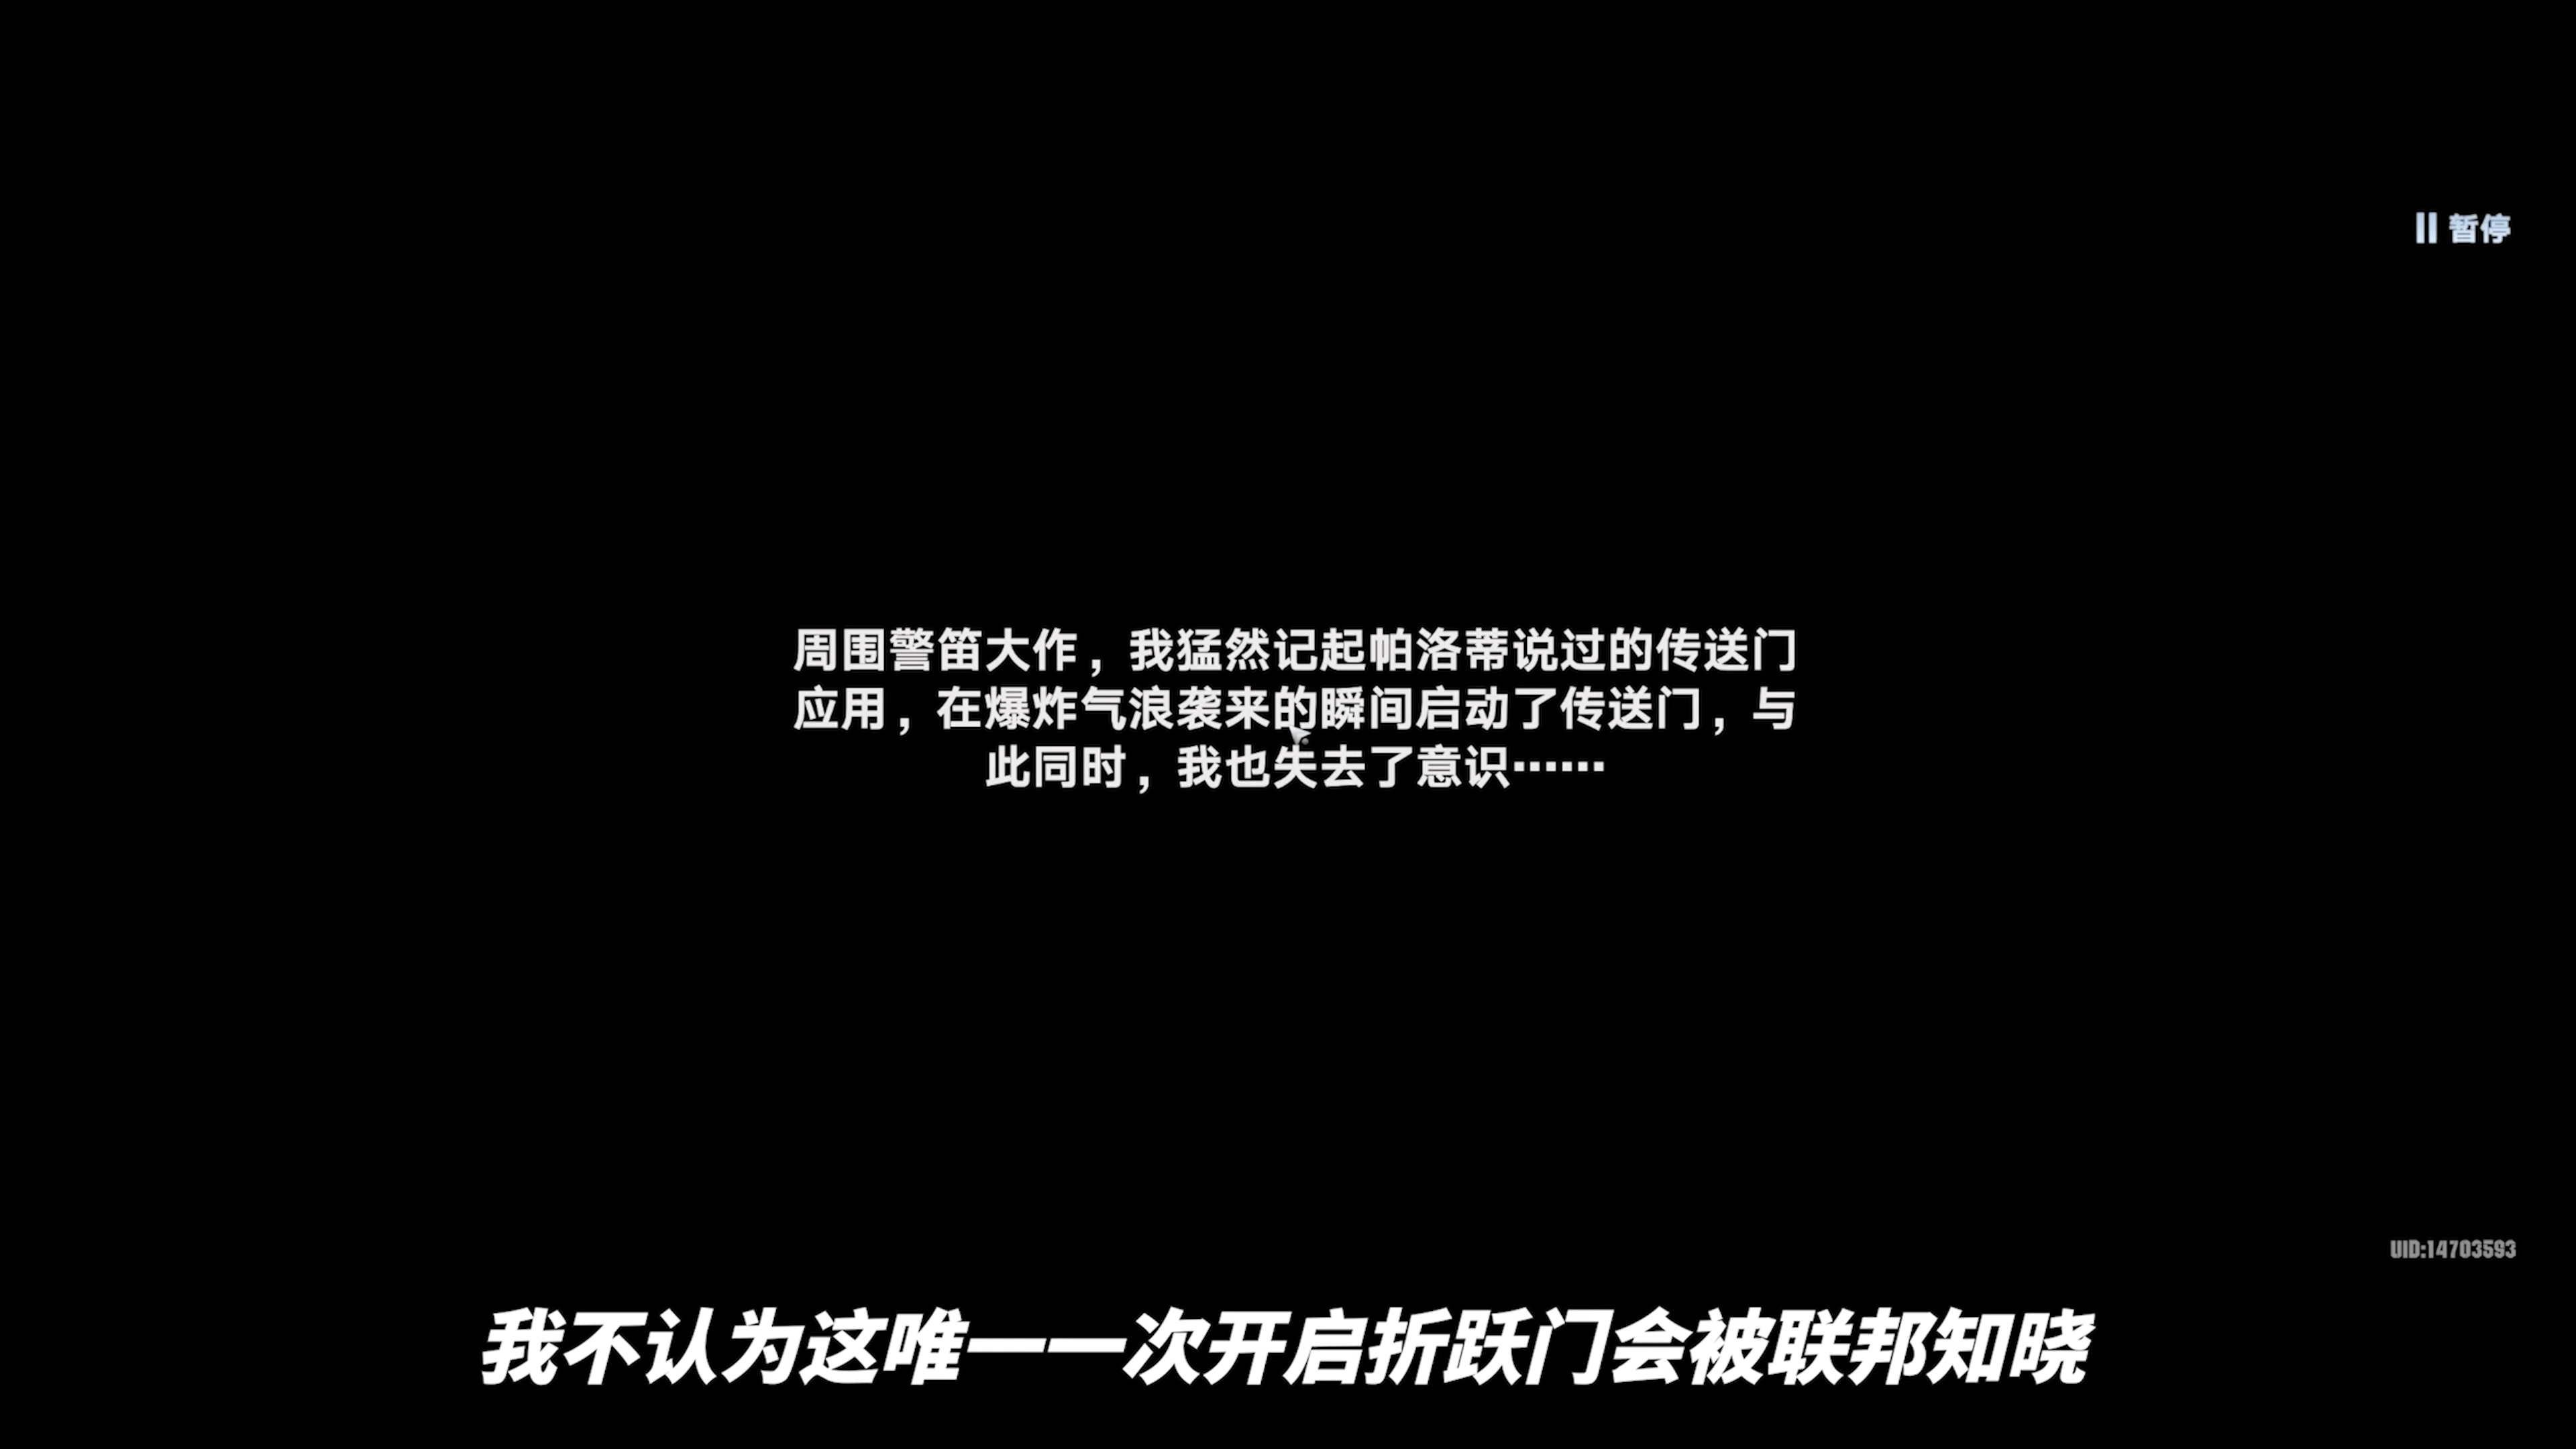 暂停
周围警笛大作，我猛然记起帕洛蒂说过的传送门
应用，在爆炸气浪袭来的瞬间启动了传送门，与
此同时，我也失去了意识……
UID:14703593
我不认为这唯一一次开启折跃门会被联邦知晓